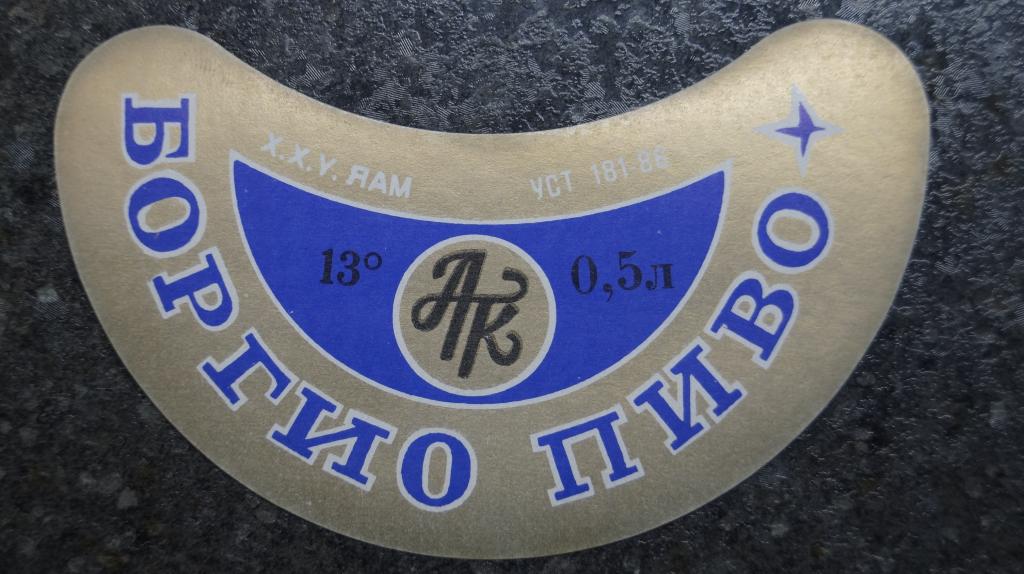 Х.Х.У. ЯАМ
УСТ 181-86
13°
0,5л
АК
БОРГИО ПИВО